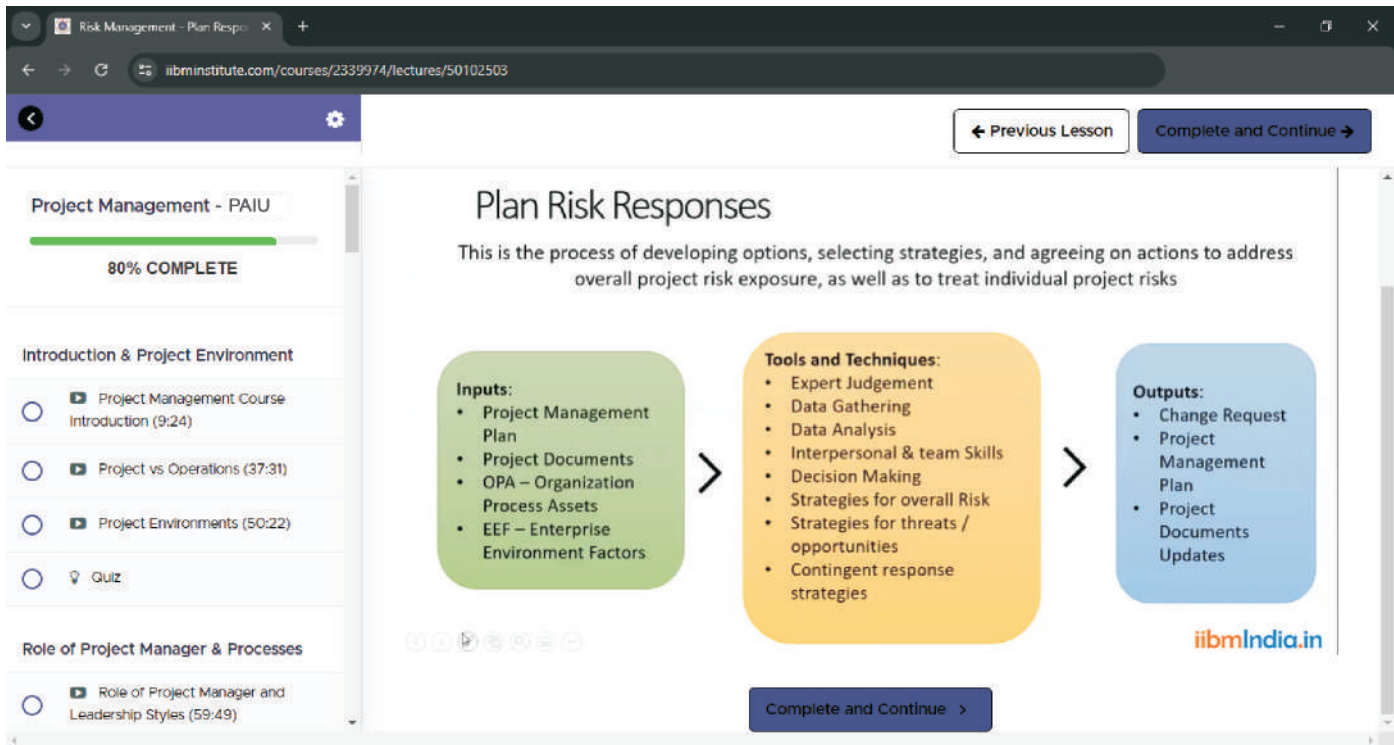 Risk Management - Plan Respo
iibminstitute.com/courses/2339974/lectures/50102503
← Previous Lesson
Complete and Continue →
Project Management - PAIU
80% COMPLETE
Introduction & Project Environment
Project Management Course
Introduction (9:24)
Project vs Operations (37:31)
Project Environments (50:22)
Quiz
Role of Project Manager & Processes
Role of Project Manager and
Leadership Styles (59:49)
Plan Risk Responses
This is the process of developing options, selecting strategies, and agreeing on actions to address
overall project risk exposure, as well as to treat individual project risks
Inputs:
• Project Management
Plan
• Project Documents
• OPA – Organization
Process Assets
• EEF – Enterprise
Environment Factors
Tools and Techniques:
• Expert Judgement
• Data Gathering
• Data Analysis
• Interpersonal & team Skills
• Decision Making
• Strategies for overall Risk
• Strategies for threats /
opportunities
• Contingent response
strategies
Outputs:
• Change Request
• Project
Management
Plan
• Project
Documents
Updates
iibmIndia.in
Complete and Continue >